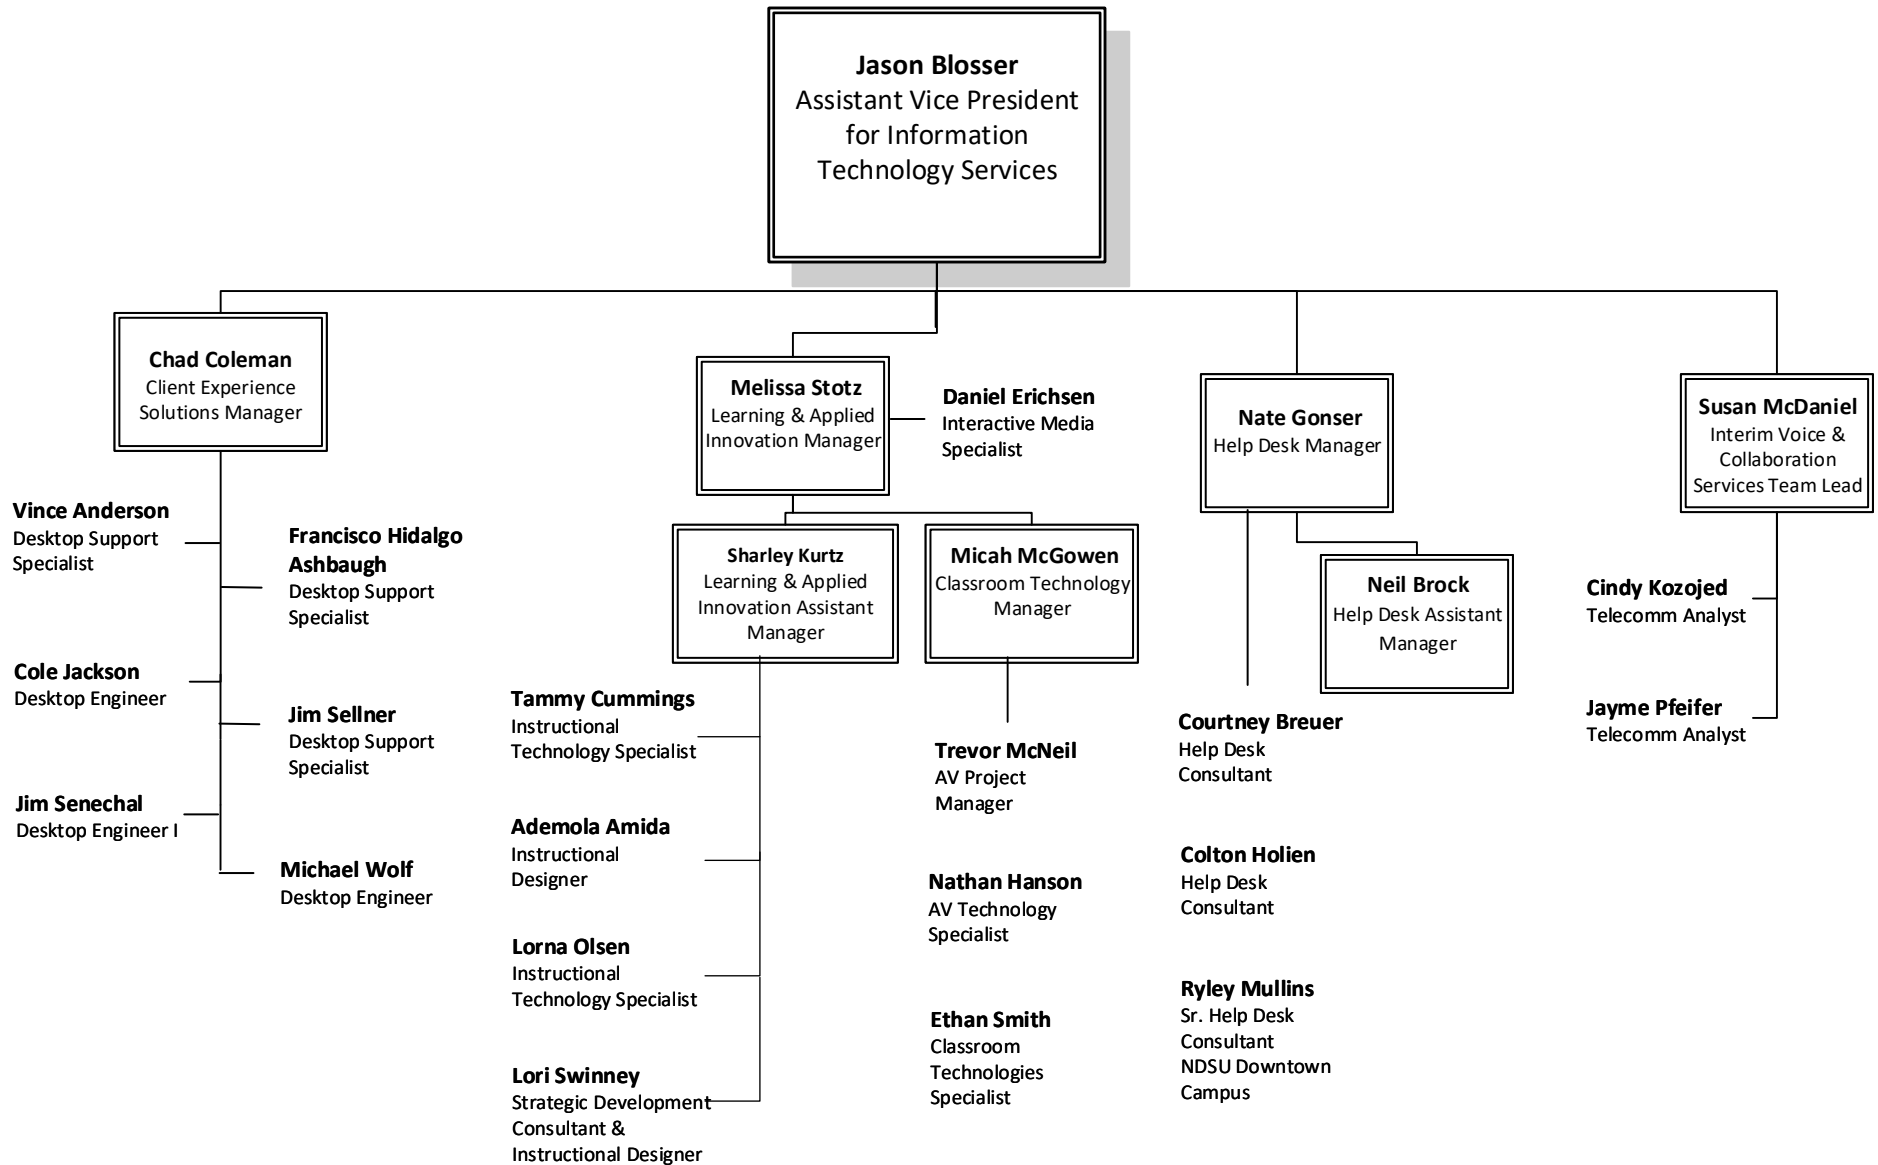 Jason Blosser
Assistant Vice President
for Information
Technology Services
Chad Coleman
Client Experience
Solutions Manager
Vince Anderson
Desktop Support
Specialist
Francisco Hidalgo
Ashbaugh
Desktop Support
Specialist
Cole Jackson
Desktop Engineer
Jim Sellner
Desktop Support
Specialist
Jim Senechal
Desktop Engineer I
Michael Wolf
Desktop Engineer
Melissa Stotz
Learning & Applied
Innovation Manager
Daniel Erichsen
Interactive Media
Specialist
Sharley Kurtz
Learning & Applied
Innovation Assistant
Manager
Tammy Cummings
Instructional
Technology Specialist
Ademola Amida
Instructional
Designer
Lorna Olsen
Instructional
Technology Specialist
Lori Swinney
Strategic Development
Consultant &
Instructional Designer
Micah McGowen
Classroom Technology
Manager
Trevor McNeil
AV Project
Manager
Nathan Hanson
AV Technology
Specialist
Ethan Smith
Classroom
Technologies
Specialist
Nate Gonser
Help Desk Manager
Neil Brock
Help Desk Assistant
Manager
Courtney Breuer
Help Desk
Consultant
Colton Holien
Help Desk
Consultant
Ryley Mullins
Sr. Help Desk
Consultant
NDSU Downtown
Campus
Susan McDaniel
Interim Voice &
Collaboration
Services Team Lead
Cindy Kozojed
Telecomm Analyst
Jayme Pfeifer
Telecomm Analyst